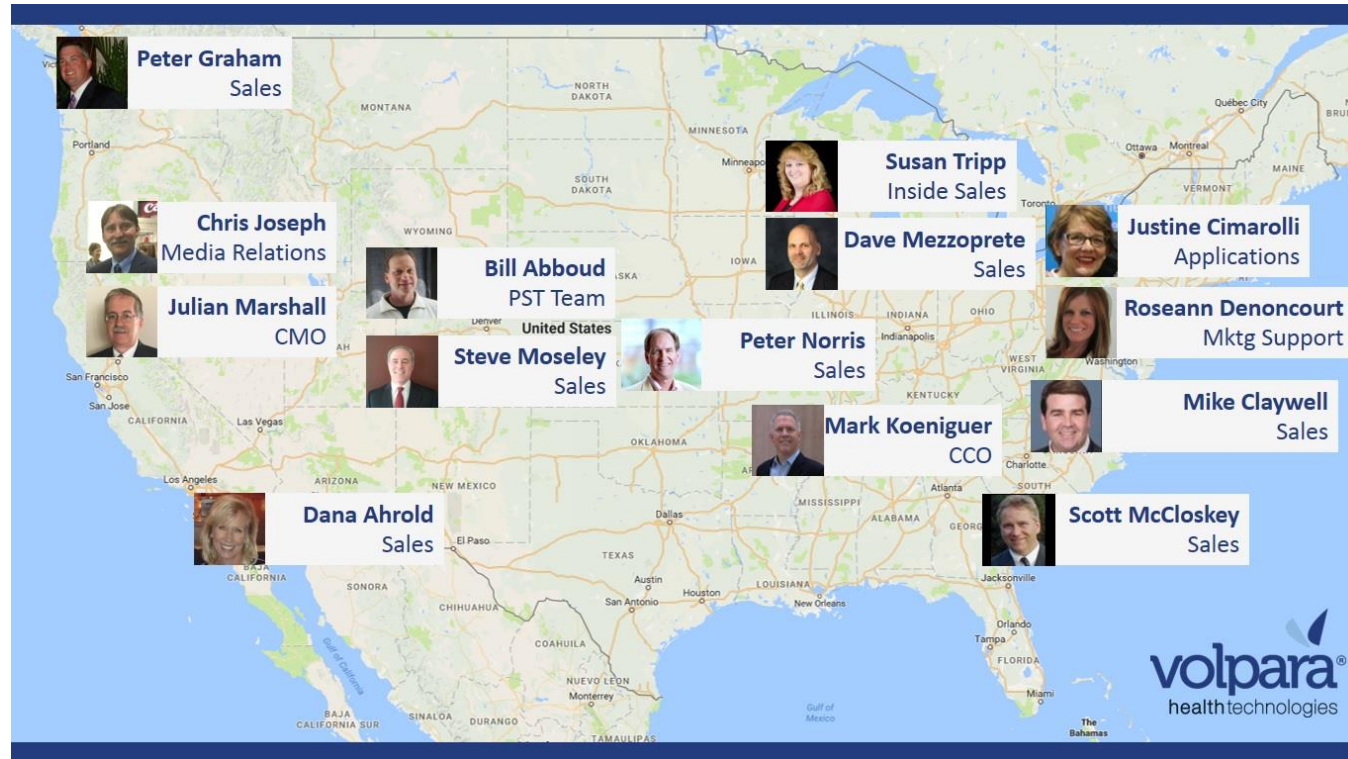 Peter Graham
Sales
NORTH
DAKOTA
MONTANA
Québec City
MINNESOTA
Portland
Ottawa
Montreal
MAINE
Susan Tripp
Inside Sales
SOUTH
DAKOTA
VERMONT
Toronto
Chris Joseph
Media Relations
WYOMING
Justine Cimarolli
Applications
Dave Mezzoprete
Sales
IOWA
Bill Abboud
PST Team
Julian Marshall
CMO
Roseann Denoncourt
Mktg Support
ILLINOIS
INDIANA
OHIO
Denver
United States
Indianapolis
Peter Norris
Sales
Steve Moseley
Sales
WEST
VIRGINIA
Washington
San Francisco
San Jose
KENTUCKY
Mike Claywell
Sales
CALIFORNIA
Las Vegas
Mark Koeniguer
CCO
OKLAHOMA
Charlotte
Los Angeles
ARIZONA
NEW MEXICO
Atlanta
SOUTH
MISSISSIPPI
ALABAMA
Dana Ahrold
Sales
Dallas
Scott McCloskey
Sales
El Paso
TEXAS
BAJA
CALIFORNIA
SONORA
Austin
LOUISIANA
Jacksonville
Houston
San Antonio
New Orleans
CHIHUAHUA
Orlando
Tampa
COAHUILA
Gulf of
California
FLORIDA
NUEVO LEON
Monterrey
Miami
BAJA
CALIFORNIA SUR
SINALOA
DURANGO
Gulf of
Mexico
The
Bahamas
TAMAULIPAS
volpara®
healthtechnologies